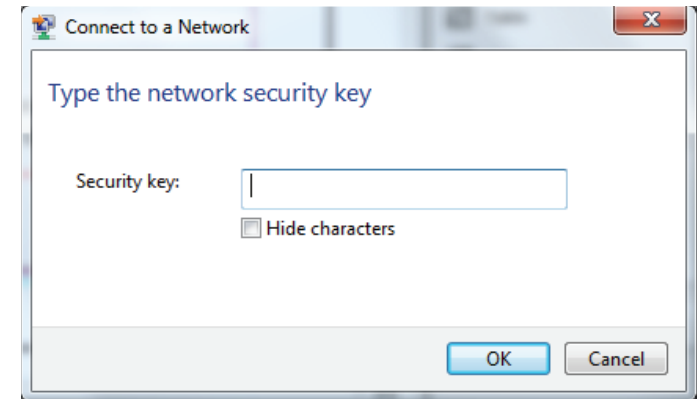 Connect to a Network
Type the network security key
Security key:
Hide characters
OK Cancel